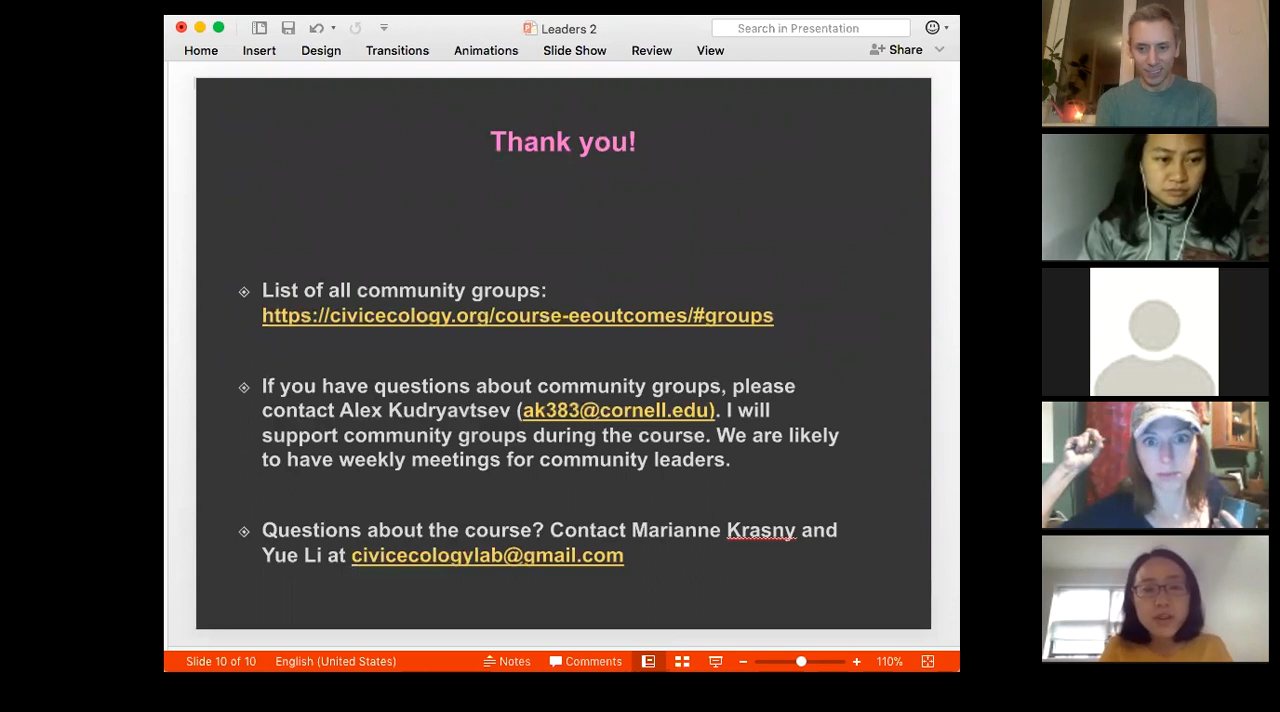 Leaders 2
Search in Presentation
Home Insert Design Transitions Animations Slide Show Review View Share
Thank you!
List of all community groups:
https://civicecology.org/course-eeoutcomes/#groups
If you have questions about community groups, please
contact Alex Kudryavtsev (ak383@cornell.edu). I will
support community groups during the course. We are likely
to have weekly meetings for community leaders.
Questions about the course? Contact Marianne Krasny and
Yue Li at civicecologylab@gmail.com
Slide 10 of 10 English (United States) Notes Comments 110%